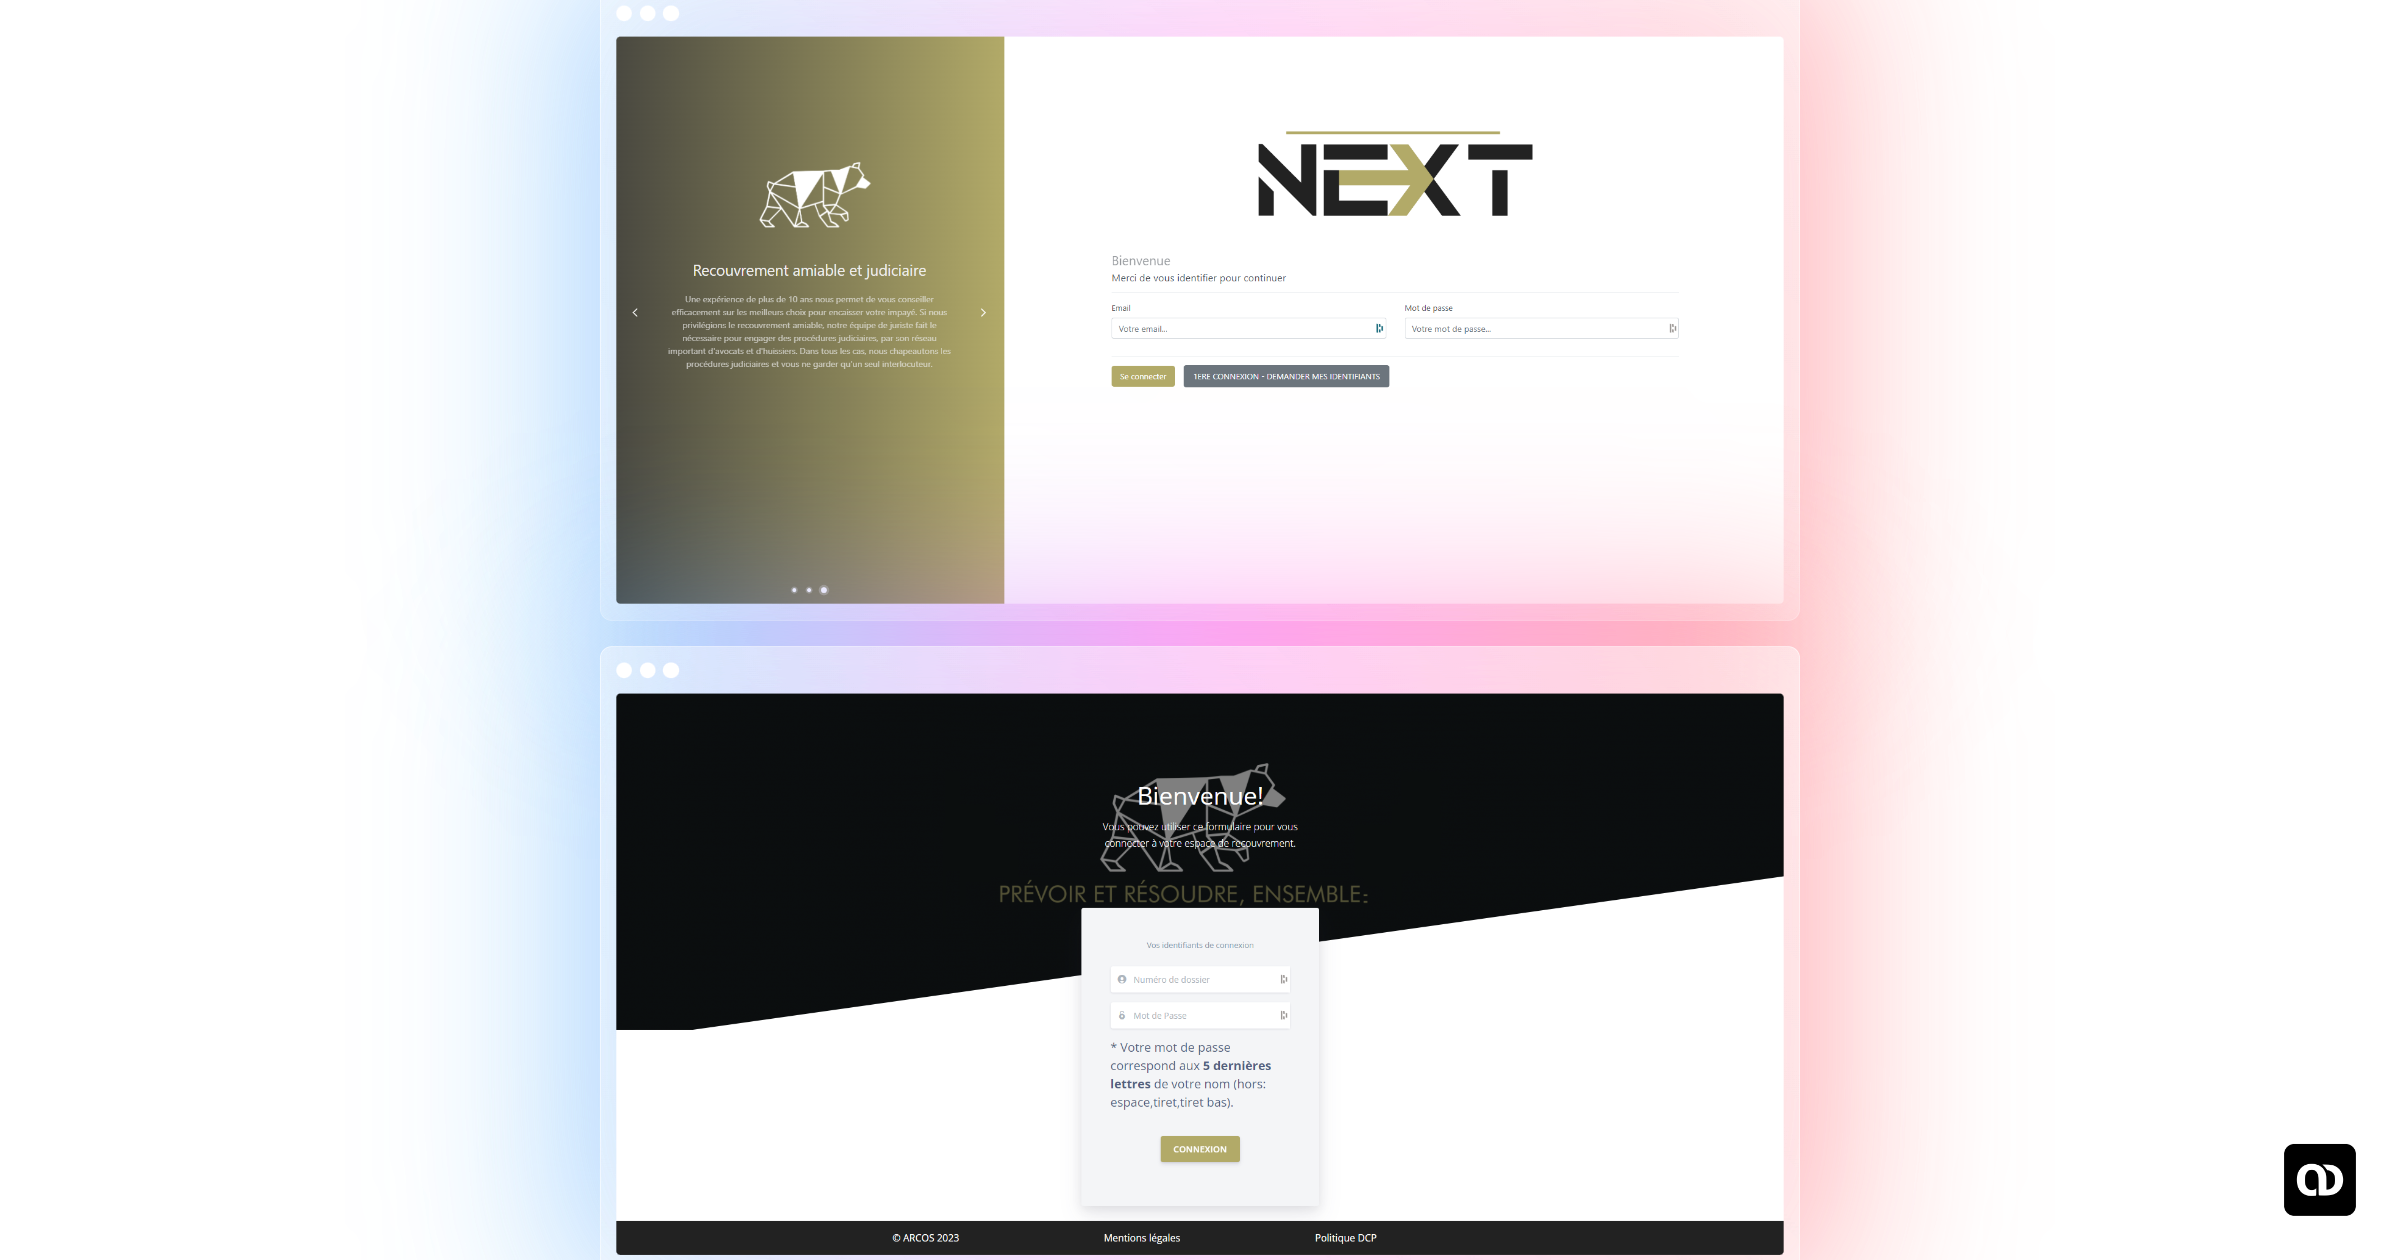 NEXT
Recouvrement amiable et judiciaire
Une expérience de plus de 10 ans nous permet de vous conseiller
efficacement sur les meilleurs choix pour encaisser votre impayé. Si nous
privilégions le recouvrement amiable, notre équipe de juriste fait le
nécessaire pour engager des procédures judiciaires, par son réseau
important d'avocats et d'huissiers. Dans tous les cas, nous chapeautons les
procédures judiciaires et vous ne garder qu'un seul interlocuteur.
Bienvenue
Merci de vous identifier pour continuer
Email
Mot de passe
Votre email...
Votre mot de passe...
Se connecter
1ERE CONNEXION - DEMANDER MES IDENTIFIANTS
Bienvenue!
Vous pouvez utiliser ce formulaire pour vous
connecter à votre espace de recouvrement.
PRÉVOIR ET RÉSOUDRE, ENSEMBLE
Vos identifiants de connexion
Numéro de dossier
Mot de Passe
* Votre mot de passe
correspond aux 5 dernières
lettres de votre nom (hors:
espace,tiret,tiret bas).
CONNEXION
© ARCOS 2023
Mentions légales
Politique DCP